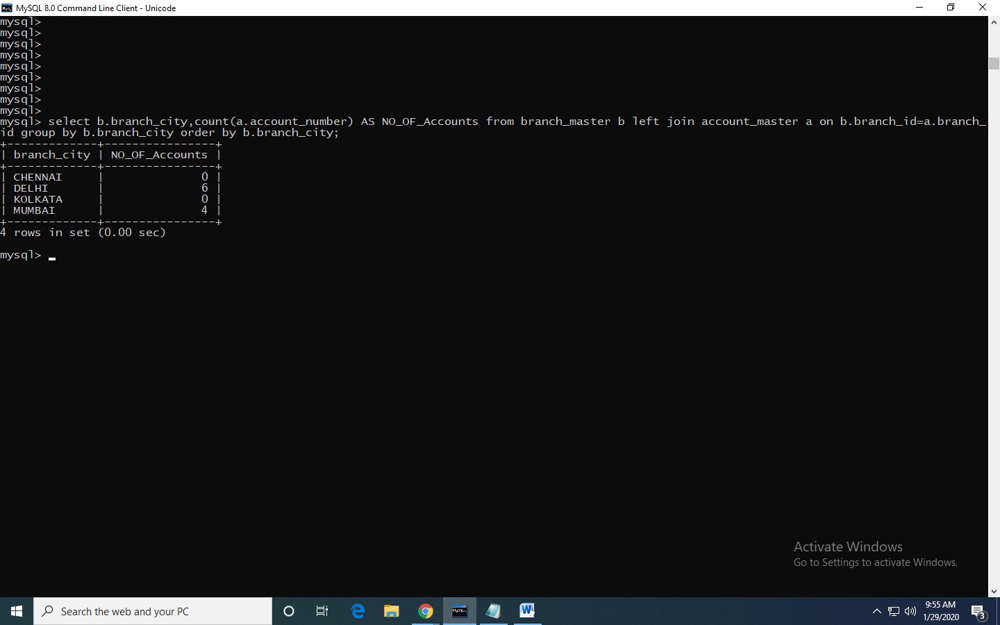 MySQL 8.0 Command Line Client - Unicode
mysql>
mysql>
mysql>
mysql>
mysql>
mysql>
mysql>
mysql>
mysql>
mysql> select b.branch_city,count(a.account_number) AS NO_OF_Accounts from branch_master b left join account_master a on b.branch_id=a.branch_
id group by b.branch_city order by b.branch_city;
+-------------+----------------+
| branch_city | NO_OF_Accounts |
+-------------+----------------+
| CHENNAI     |              0 |
| DELHI       |              6 |
| KOLKATA     |              0 |
| MUMBAI      |              4 |
+-------------+----------------+
4 rows in set (0.00 sec)
mysql> _
Activate Windows
Go to Settings to activate Windows.
Search the web and your PC
9:55 AM
1/29/2020
3